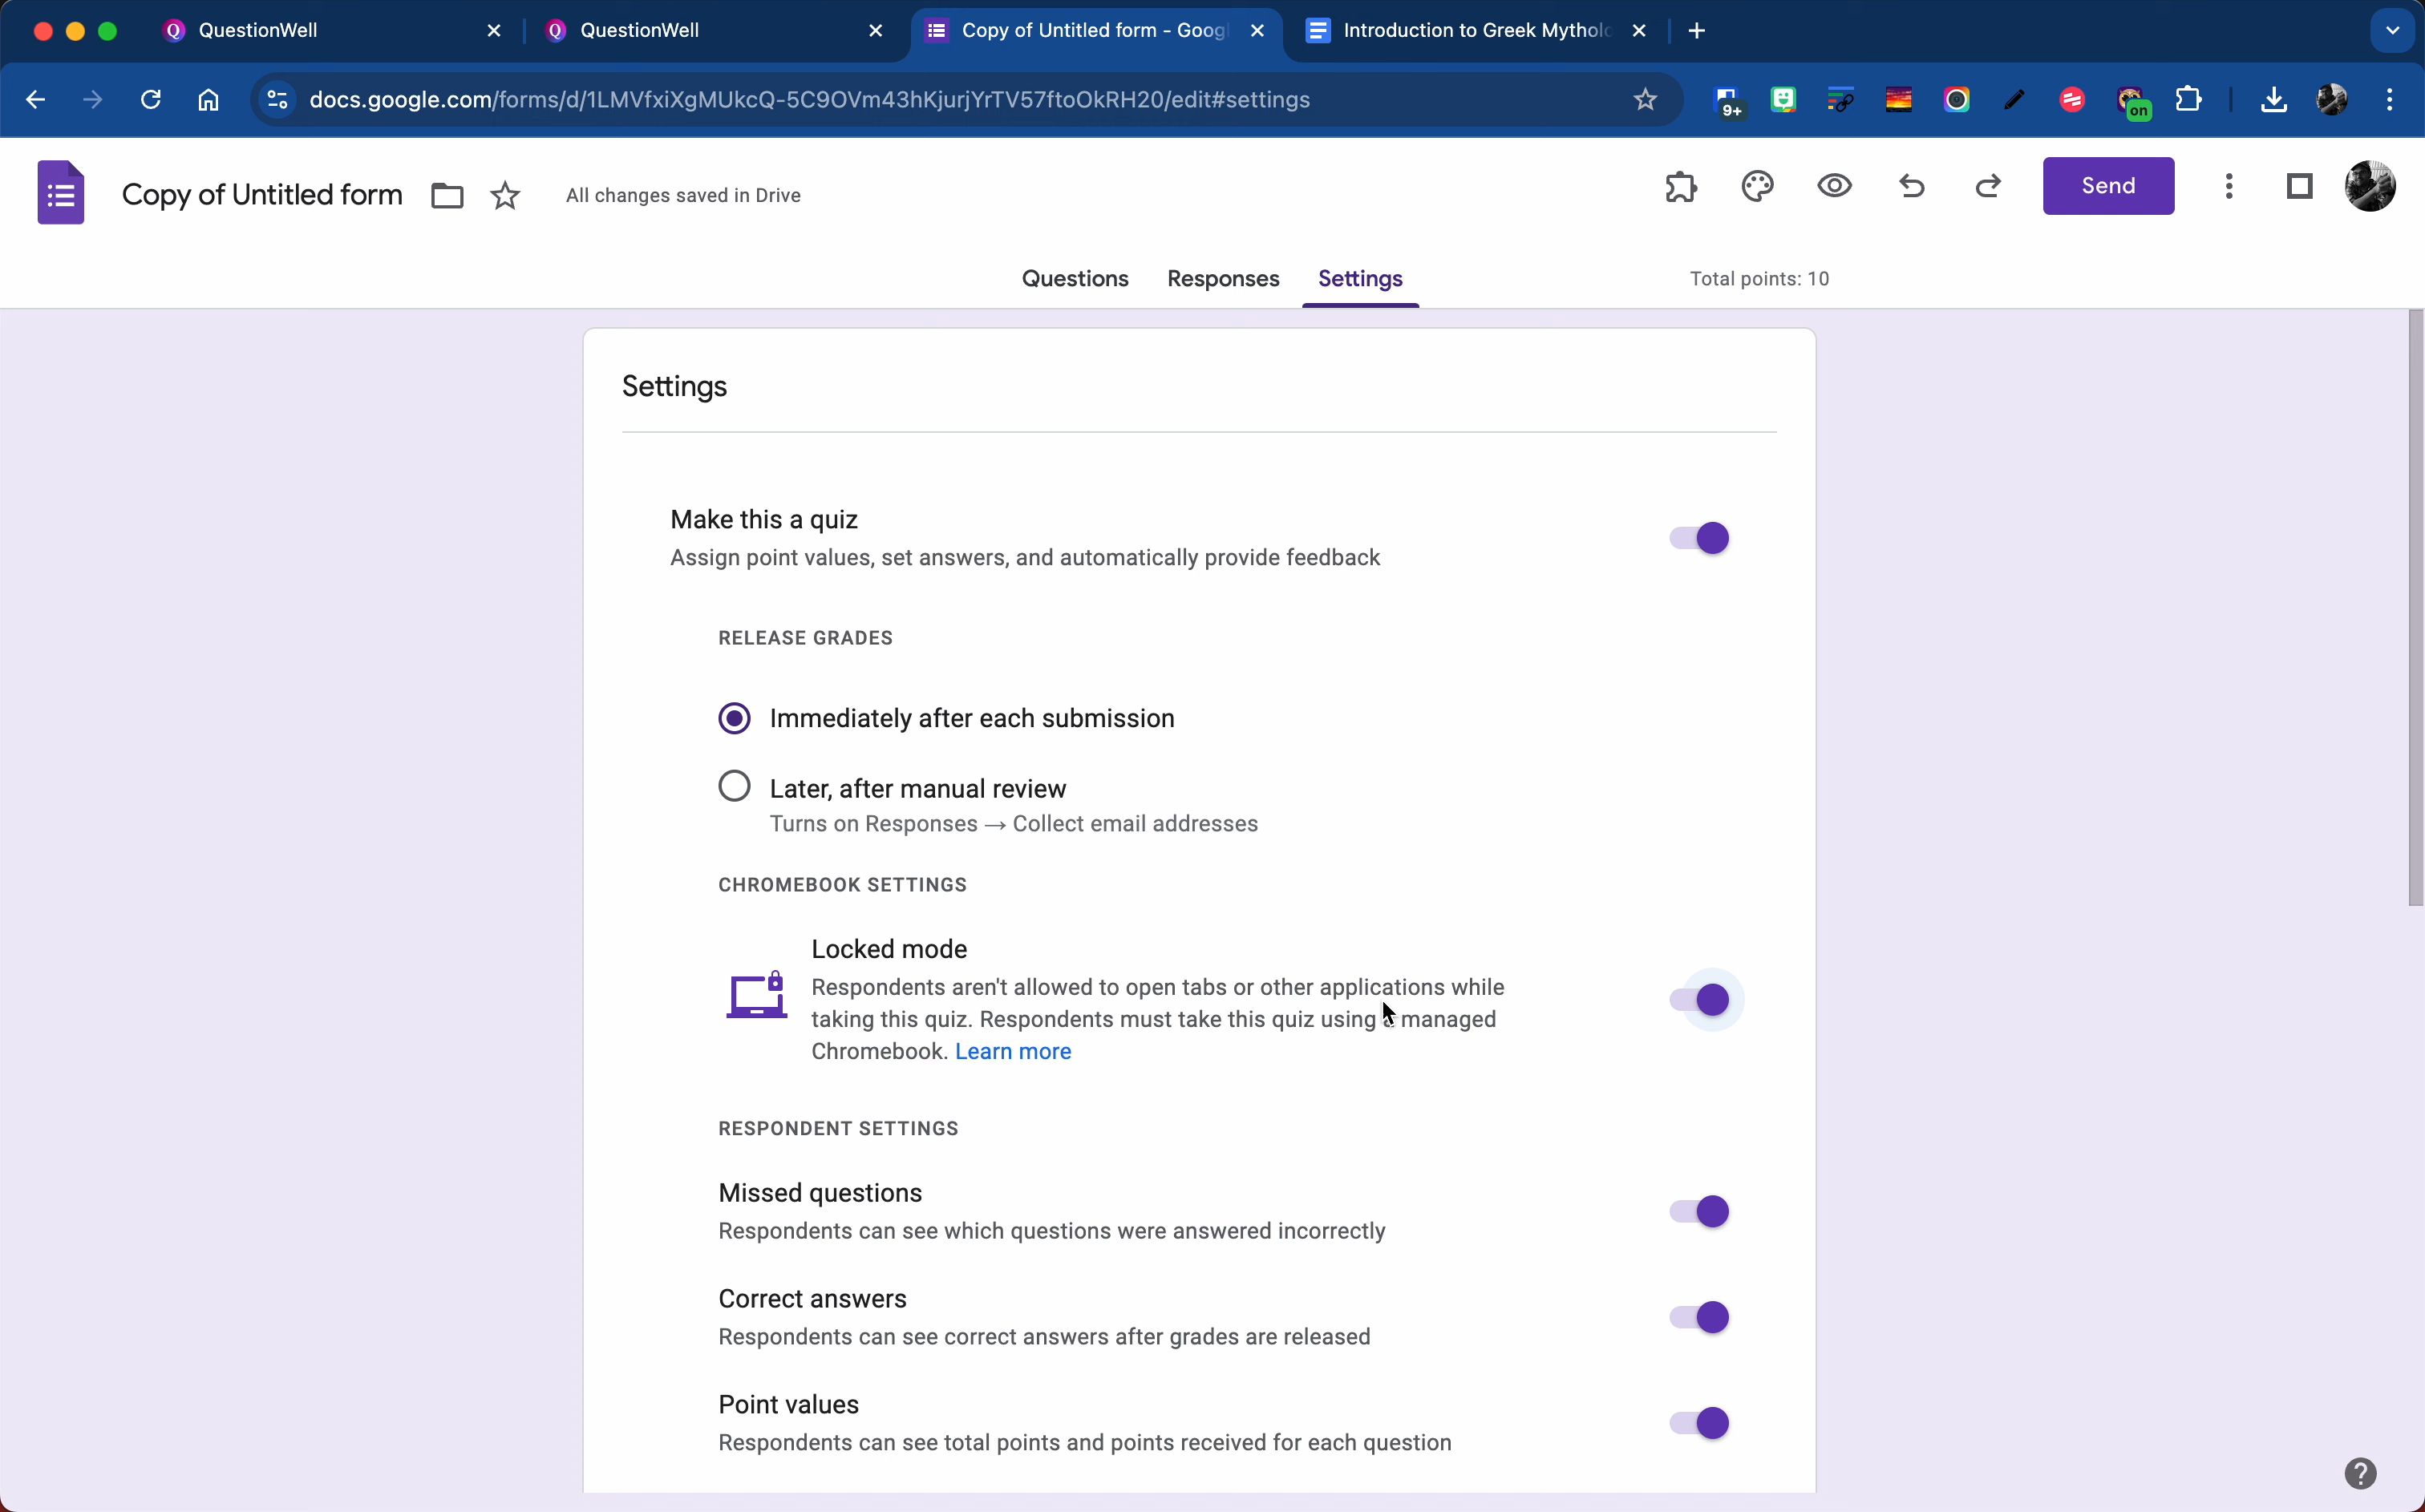 QuestionWell
QuestionWell
Copy of Untitled form - Goog
Introduction to Greek Mythol
docs.google.com/forms/d/1LMVfxiXgMUkcQ-5C9OVm43hKjurjYrTV57ftoOkRH20/edit#settings
9+
on
Copy of Untitled form
All changes saved in Drive
Send
Questions
Responses
Settings
Total points: 10
Settings
Make this a quiz
Assign point values, set answers, and automatically provide feedback
RELEASE GRADES
Immediately after each submission
Later, after manual review
Turns on Responses → Collect email addresses
CHROMEBOOK SETTINGS
Locked mode
Respondents aren't allowed to open tabs or other applications while
taking this quiz. Respondents must take this quiz using a managed
Chromebook. Learn more
RESPONDENT SETTINGS
Missed questions
Respondents can see which questions were answered incorrectly
Correct answers
Respondents can see correct answers after grades are released
Point values
Respondents can see total points and points received for each question